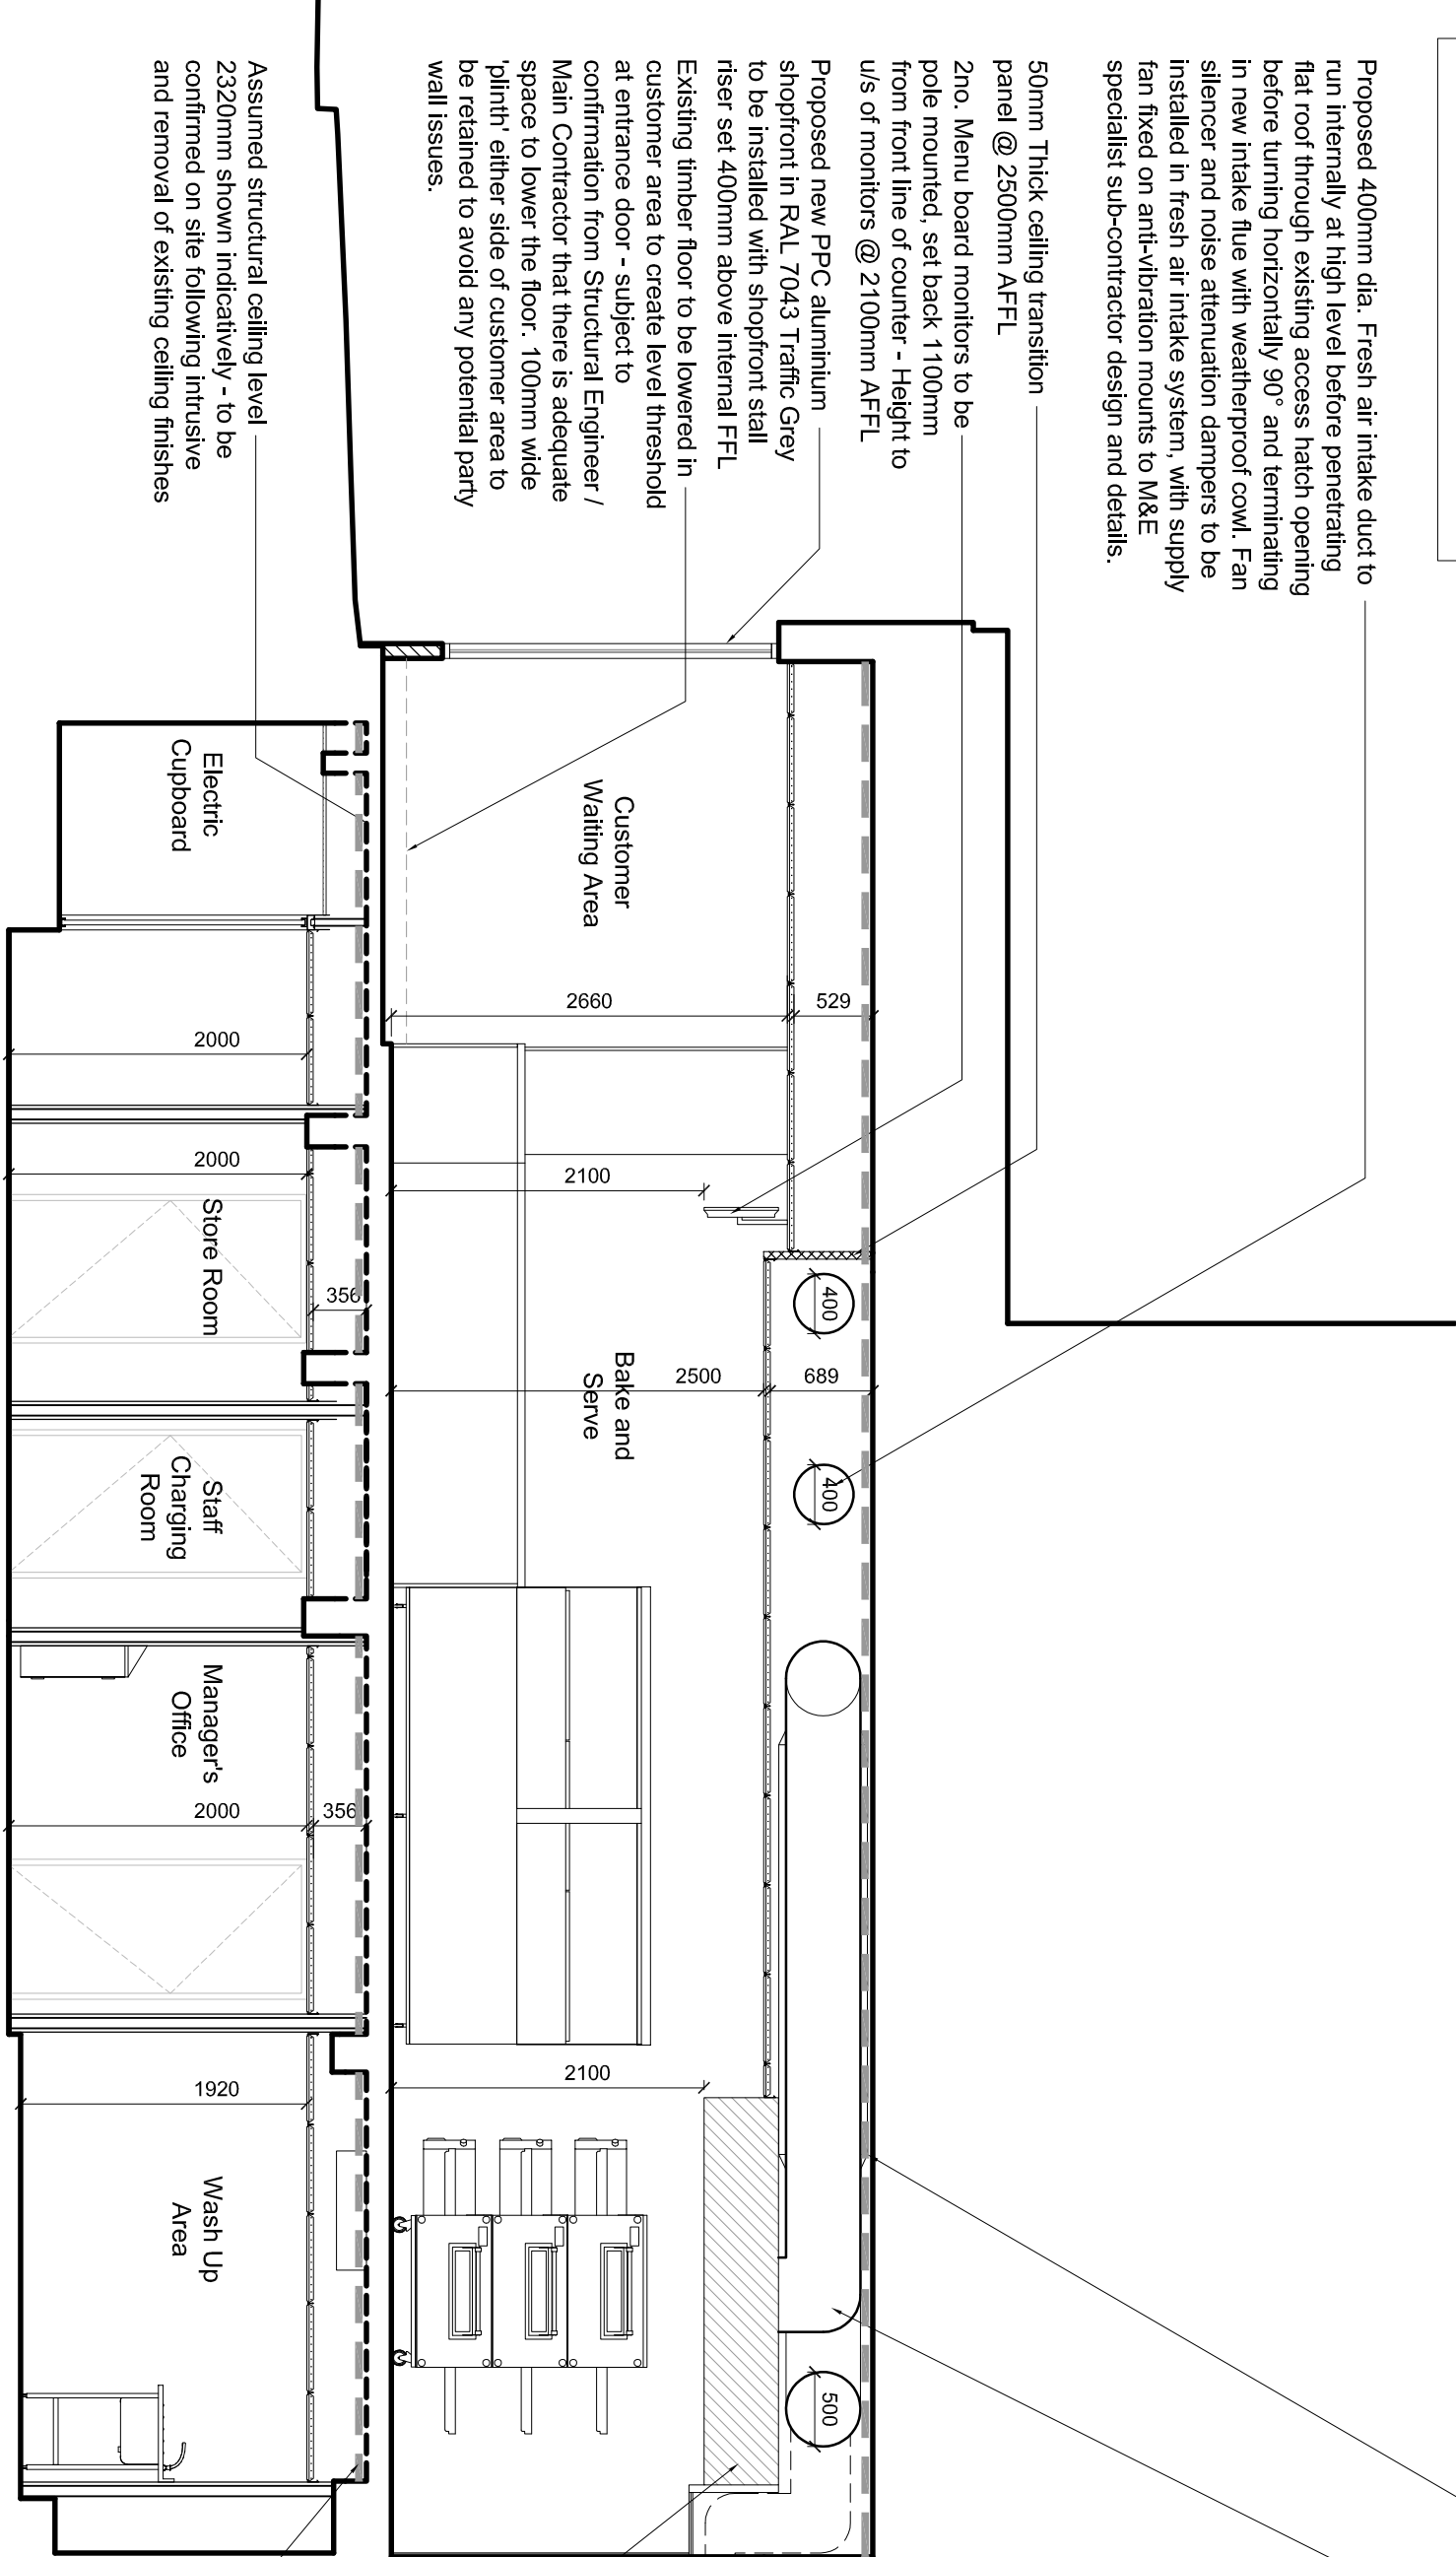 Proposed 400mm dia. Fresh air intake duct to
run internally at high level before penetrating
flat roof through existing access hatch opening
before turning horizontally 90° and terminating
in new intake flue with weatherproof cowl. Fan
silencer and noise attenuation dampers to be
installed in fresh air intake system, with supply
fan fixed on anti-vibration mounts to M&E
specialist sub-contractor design and details.
50mm Thick ceiling transition
panel @ 2500mm AFFL
2no. Menu board monitors to be
pole mounted, set back 1100mm
from front line of counter - Height to
u/s of monitors @ 2100mm AFFL
Proposed new PPC aluminium
shopfront in RAL 7043 Traffic Grey
to be installed with shopfront stall
riser set 400mm above internal FFL
Existing timber floor to be lowered in
customer area to create level threshold
at entrance door - subject to
confirmation from Structural Engineer /
Main Contractor that there is adequate
space to lower the floor. 100mm wide
'plinth' either side of customer area to
be retained to avoid any potential party
wall issues.
Assumed structural ceiling level
2320mm shown indicatively - to be
confirmed on site following intrusive
and removal of existing ceiling finishes
Customer
Waiting Area
2660
529
2100
400
Bake and
Serve
2500
689
400
2100
500
Electric
Cupboard
2000
2000
Store Room
356
Staff
Charging
Room
Manager's
Office
2000
356
1920
Wash Up
Area